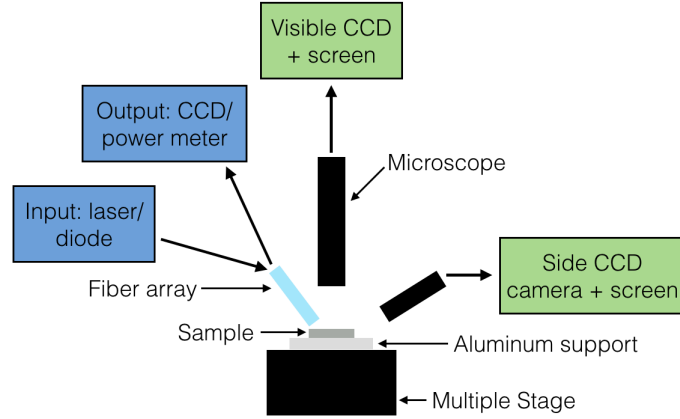 Visible CCD
+ screen
Output: CCD/
power meter
Microscope
Input: laser/
diode
Fiber array
Side CCD
camera + screen
Sample
Aluminum support
Multiple Stage